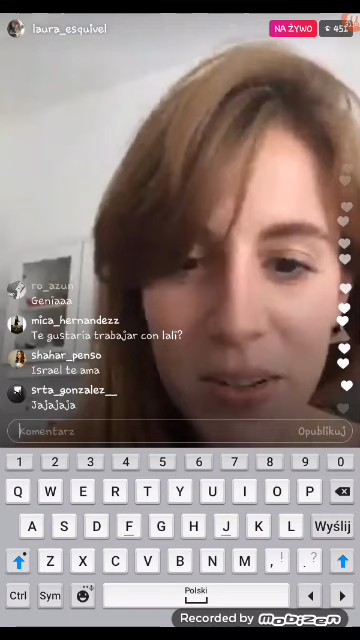 laura_esquivel
NA ŻYWO
451
ro_azun
Geniaaa
mica_hernandezz
Te gustaria trabajar con lali?
shahar_penso
Israel te ama
srta_gonzalez__
Jajajaja
Komentarz
Opublikuj
1 2 3 4 5 6 7 8 9 0
Q W E R T Y U I O P
A S D F G H J K L Wyślij
Z X C V B N M , ! . ?
Ctrl Sym Polski
Recorded by MOBIZEN